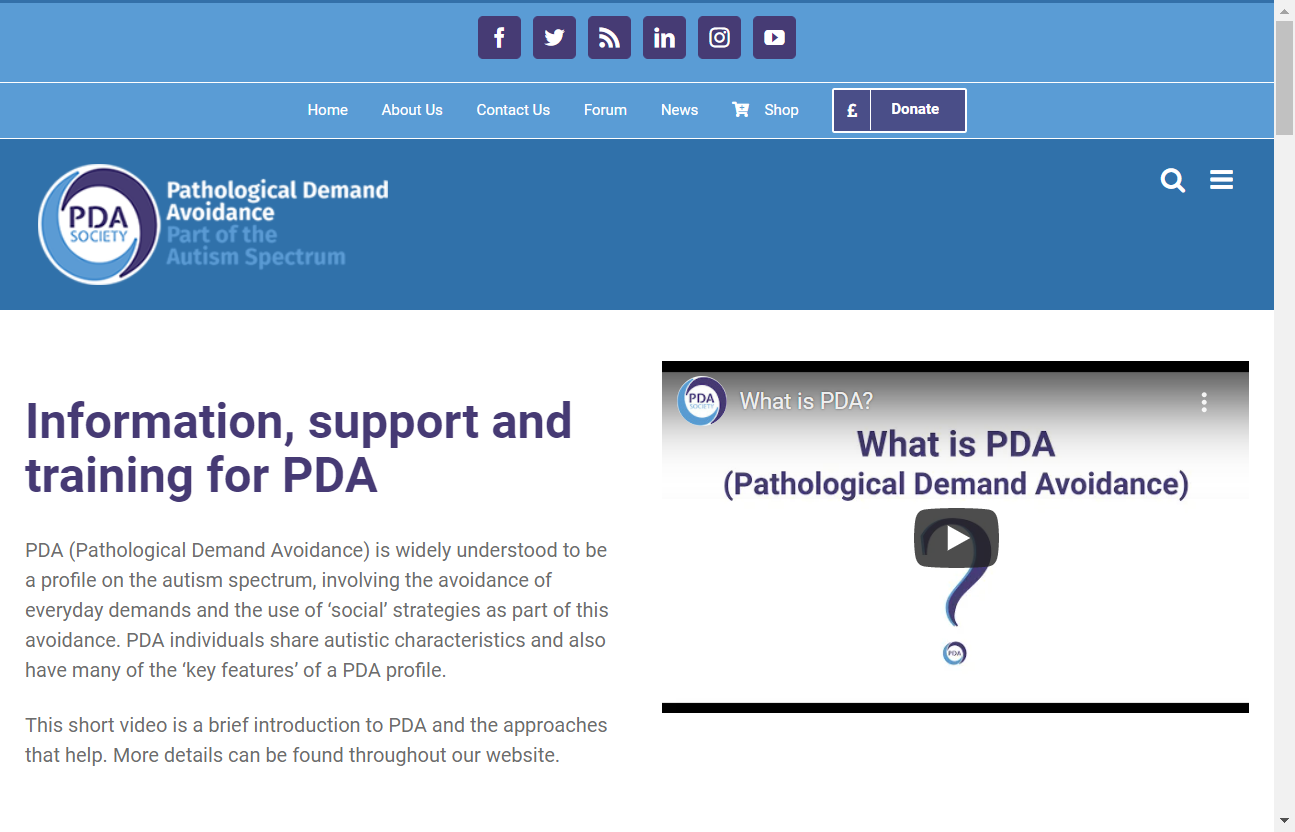 Home About Us Contact Us Forum News Shop £ Donate
PDA
SOCIETY
Pathological Demand
Avoidance
Part of the
Autism Spectrum
Information, support and
training for PDA
PDA (Pathological Demand Avoidance) is widely understood to be
a profile on the autism spectrum, involving the avoidance of
everyday demands and the use of ‘social’ strategies as part of this
avoidance. PDA individuals share autistic characteristics and also
have many of the ‘key features’ of a PDA profile.
This short video is a brief introduction to PDA and the approaches
that help. More details can be found throughout our website.
PDA
SOCIETY
What is PDA?
What is PDA
(Pathological Demand Avoidance)
?
PDA